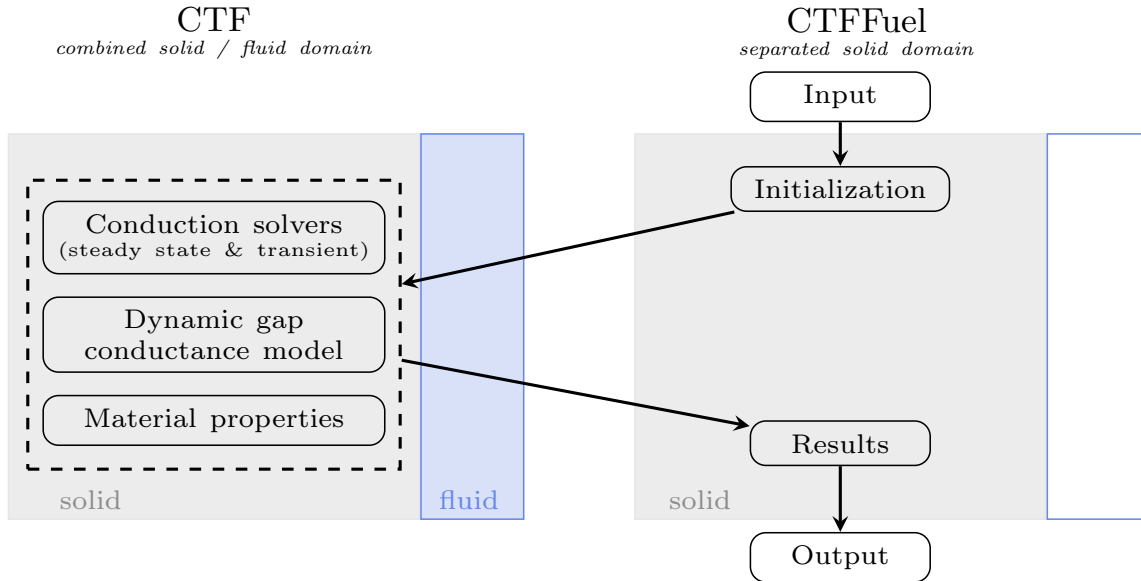 CTF
combined solid / fluid domain
Conduction solvers
(steady state & transient)
Dynamic gap
conductance model
Material properties
solid
fluid
CTFFuel
separated solid domain
Input
Initialization
Results
solid
Output